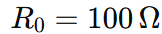 R₀ = 100 Ω